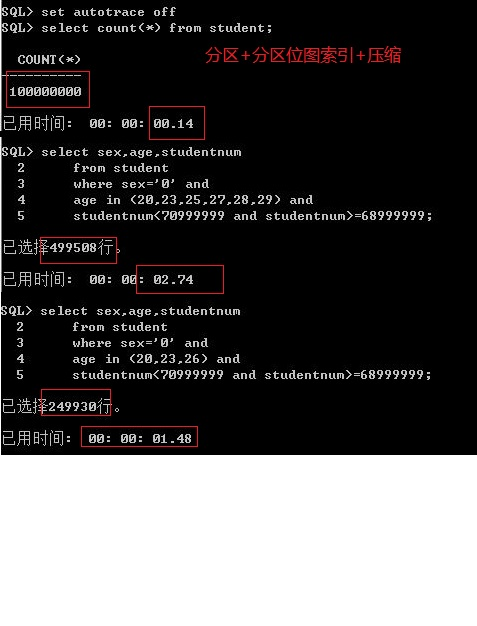 SQL> set autotrace off
SQL> select count(*) from student;
分区+分区位图索引+压缩
COUNT(*)
----------
100000000
已用时间:  00: 00: 00.14
SQL> select sex,age,studentnum
2     from student
3     where sex='0' and
4     age in (20,23,25,27,28,29) and
5     studentnum<70999999 and studentnum>=68999999;
已选择499508行。
已用时间:  00: 00: 02.74
SQL> select sex,age,studentnum
2     from student
3     where sex='0' and
4     age in (20,23,26) and
5     studentnum<70999999 and studentnum>=68999999;
已选择249930行。
已用时间:  00: 00: 01.48